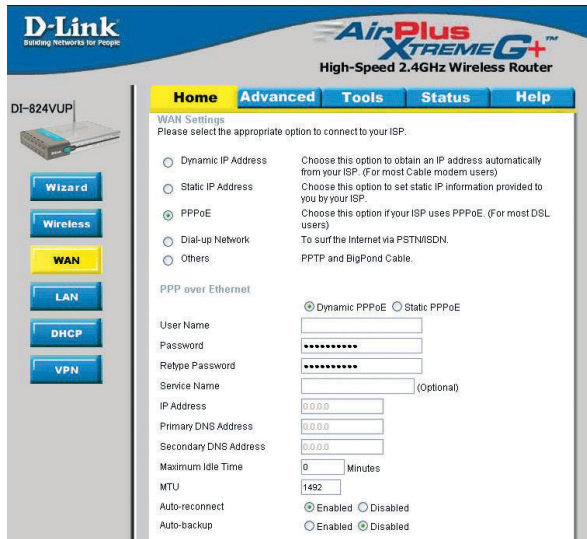 D-Link
Building Networks for People
AirPlus
XTREME G+™
High-Speed 2.4GHz Wireless Router
DI-824VUP
Home Advanced Tools Status Help
WAN Settings
Please select the appropriate option to connect to your ISP.
Dynamic IP Address Choose this option to obtain an IP address automatically
from your ISP. (For most Cable modem users)
Static IP Address Choose this option to set static IP information provided to
you by your ISP.
PPPoE Choose this option if your ISP uses PPPoE. (For most DSL
users)
Dial-up Network To surf the Internet via PSTN/ISDN.
Others PPTP and BigPond Cable.
Wizard
Wireless
WAN
LAN
DHCP
VPN
PPP over Ethernet
Dynamic PPPoE Static PPPoE
User Name
Password ●●●●●●●●●●
Retype Password ●●●●●●●●●●
Service Name (Optional)
IP Address 0.0.0.0
Primary DNS Address 0.0.0.0
Secondary DNS Address 0.0.0.0
Maximum Idle Time 0 Minutes
MTU 1492
Auto-reconnect Enabled Disabled
Auto-backup Enabled Disabled